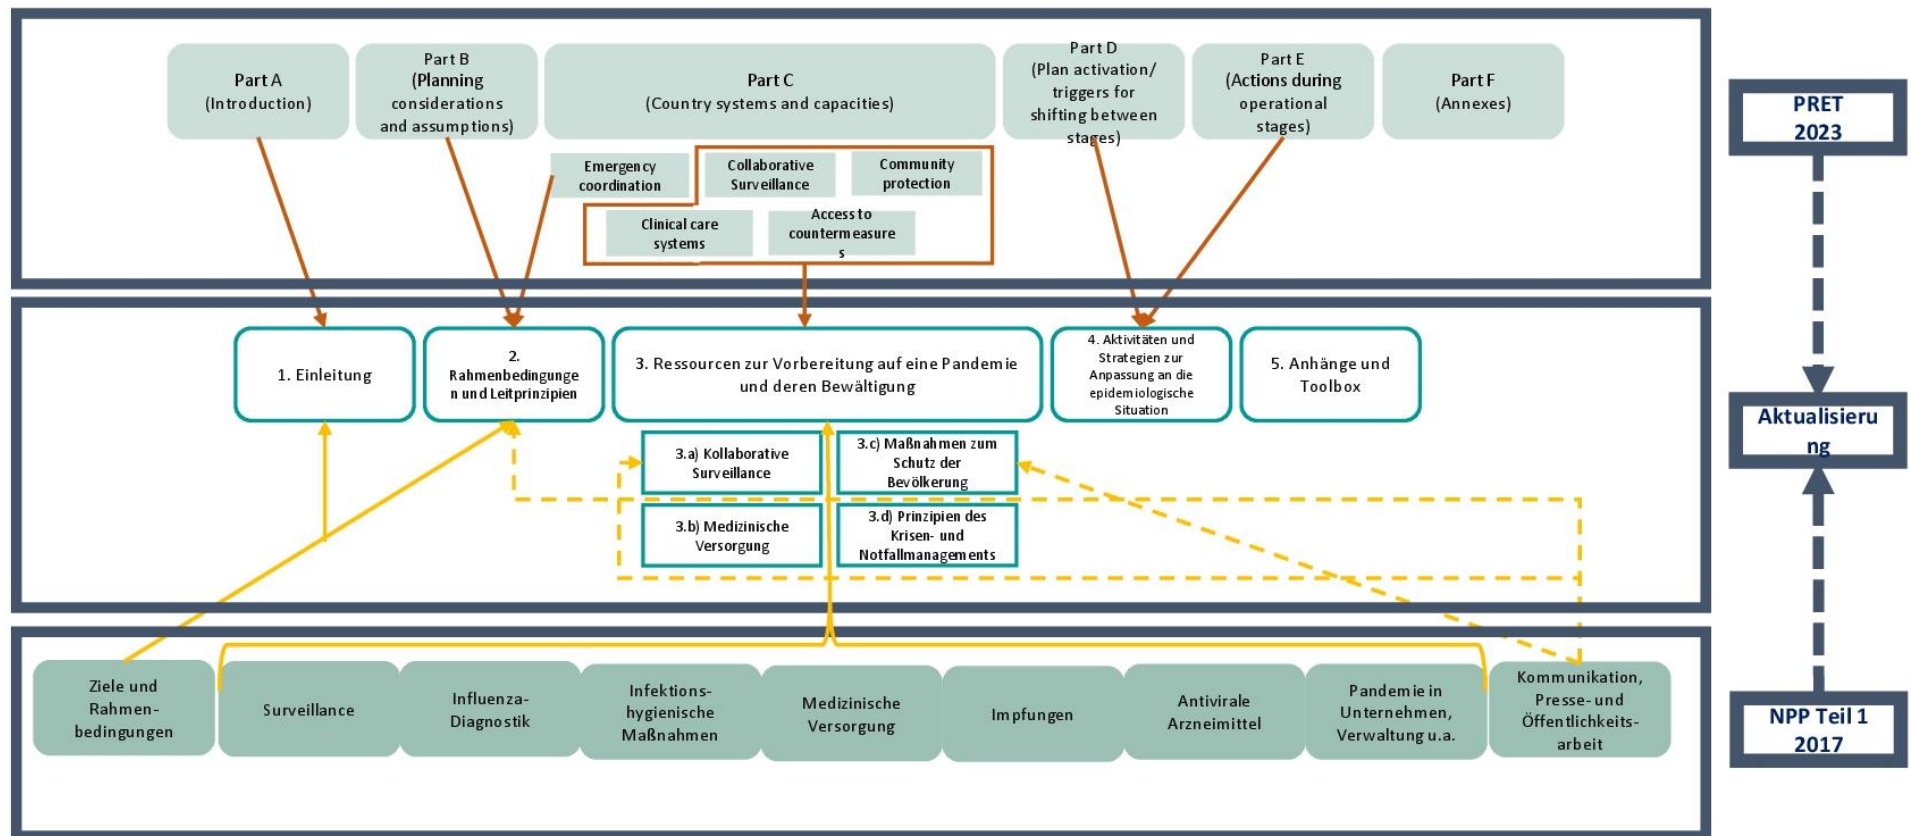 Part A
(Introduction)
Part B
(Planning
considerations
and assumptions)
Part C
(Country systems and capacities)
Part D
(Plan activation/
triggers for
shifting between
stages)
Part E
(Actions during
operational
stages)
Part F
(Annexes)
PRET
2023
Emergency
coordination
Collaborative
Surveillance
Community
protection
Clinical care
systems
Access to
countermeasure
s
1. Einleitung
2.
Rahmenbedingunge
n und Leitprinzipien
3. Ressourcen zur Vorbereitung auf eine Pandemie
und deren Bewältigung
4. Aktivitäten und
Strategien zur
Anpassung an die
epidemiologische
Situation
5. Anhänge und
Toolbox
Aktualisieru
ng
3.a) Kollaborative
Surveillance
3.c) Maßnahmen zum
Schutz der
Bevölkerung
3.b) Medizinische
Versorgung
3.d) Prinzipien des
Krisen- und
Notfallmanagements
Ziele und
Rahmen-
bedingungen
Surveillance
Influenza-
Diagnostik
Infektions-
hygienische
Maßnahmen
Medizinische
Versorgung
Impfungen
Antivirale
Arzneimittel
Pandemie in
Unternehmen,
Verwaltung u.a.
Kommunikation,
Presse- und
Öffentlichkeits-
arbeit
NPP Teil 1
2017